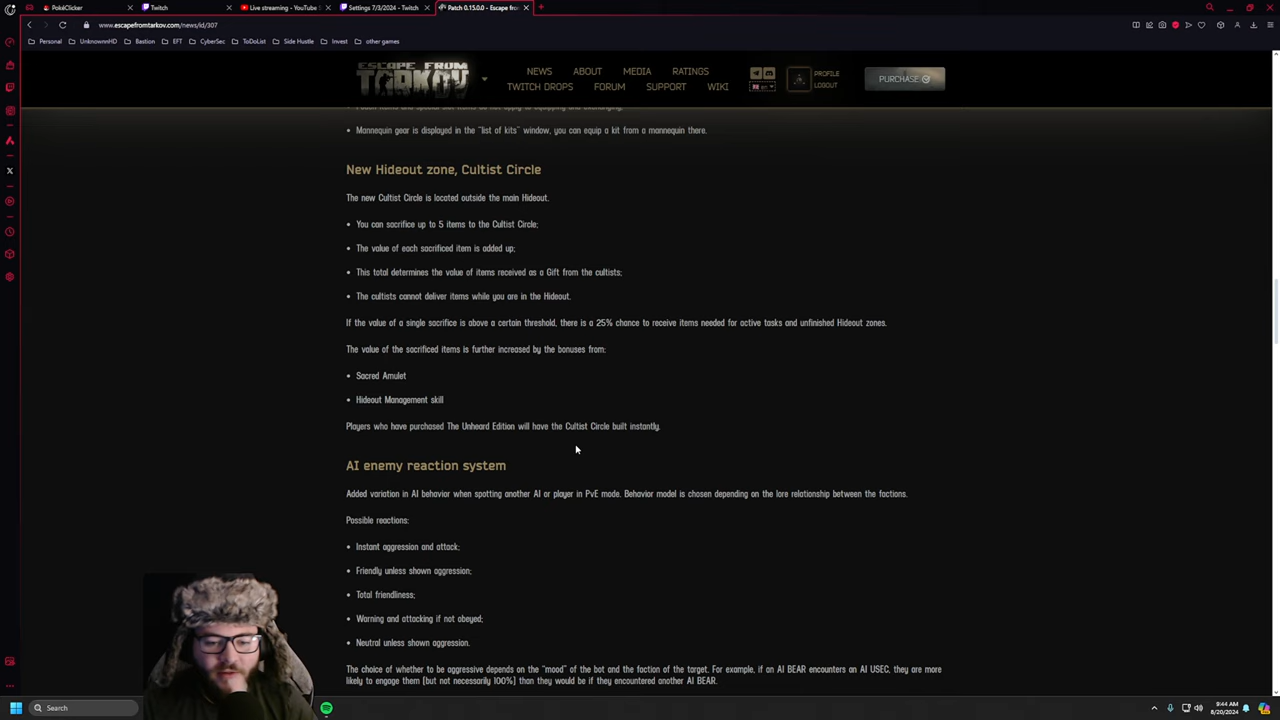 PokéClicker
Twitch
Live streaming - YouTube S
Settings 7/3/2024 - Twitch
Patch 0.15.0.0 - Escape from
www.escapefromtarkov.com/news/id/307
Personal
UnknownnHD
Bastion
EFT
CyberSec
ToDoList
Side Hustle
Invest
other games
ESCAPE FROM
TARKOV
NEWS
ABOUT
MEDIA
RATINGS
TWITCH DROPS
FORUM
SUPPORT
WIKI
PROFILE
LOGOUT
PURCHASE
Mannequin gear is displayed in the "list of kits" window, you can equip a kit from a mannequin there.
New Hideout zone, Cultist Circle
The new Cultist Circle is located outside the main Hideout.
• You can sacrifice up to 5 items to the Cultist Circle;
• The value of each sacrificed item is added up;
• This total determines the value of items received as a Gift from the cultists;
• The cultists cannot deliver items while you are in the Hideout.
If the value of a single sacrifice is above a certain threshold, there is a 25% chance to receive items needed for active tasks and unfinished Hideout zones.
The value of the sacrificed items is further increased by the bonuses from:
• Sacred Amulet
• Hideout Management skill
Players who have purchased The Unheard Edition will have the Cultist Circle built instantly.
AI enemy reaction system
Added variation in AI behavior when spotting another AI or player in PvE mode. Behavior model is chosen depending on the lore relationship between the factions.
Possible reactions:
• Instant aggression and attack;
• Friendly unless shown aggression;
• Total friendliness;
• Warning and attacking if not obeyed;
• Neutral unless shown aggression.
The choice of whether to be aggressive depends on the "mood" of the bot and the faction of the target. For example, if an AI BEAR encounters an AI USEC, they are more
likely to engage them [but not necessarily 100%] than they would be if they encountered another AI BEAR.
Search
9:44 AM
8/20/2024